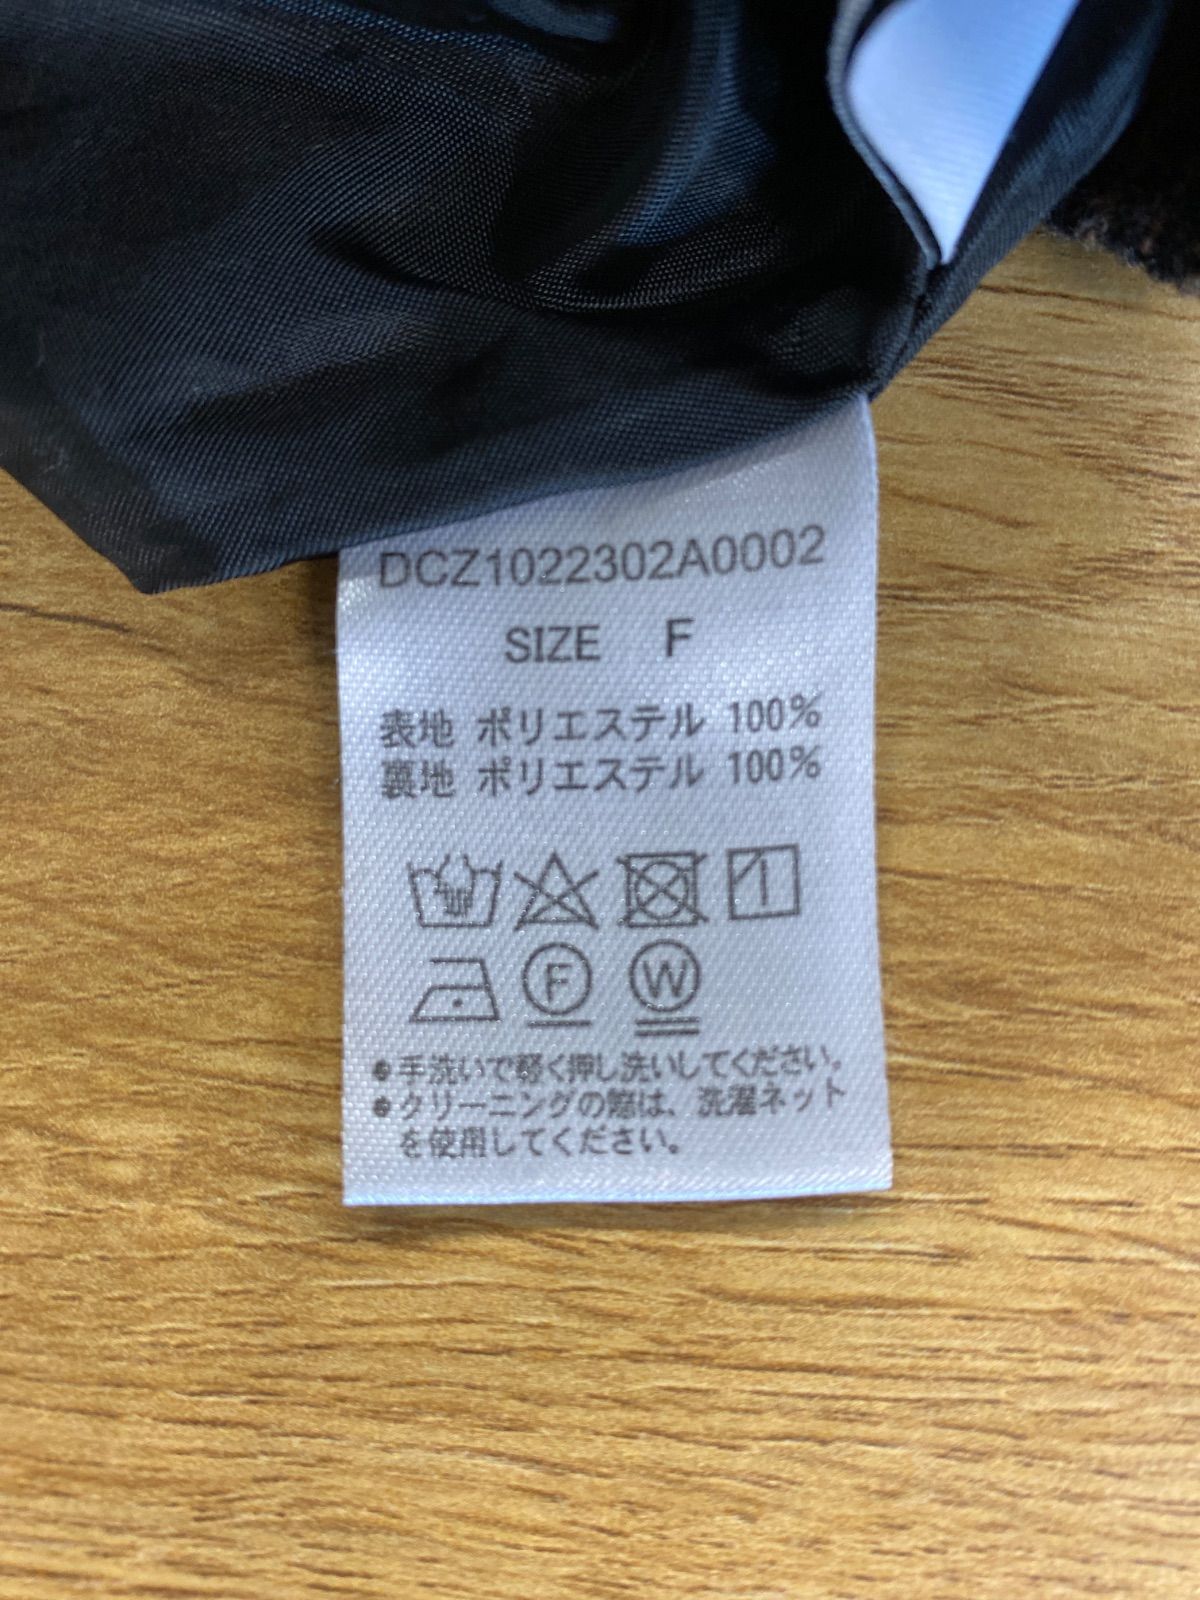 DCZ1022302A0002
SIZE F
表地 ポリエステル 100%
裏地 ポリエステル 100%
F W
●手洗いで軽く押し洗いしてください。
●クリーニングの際は、洗濯ネット
を使用してください。